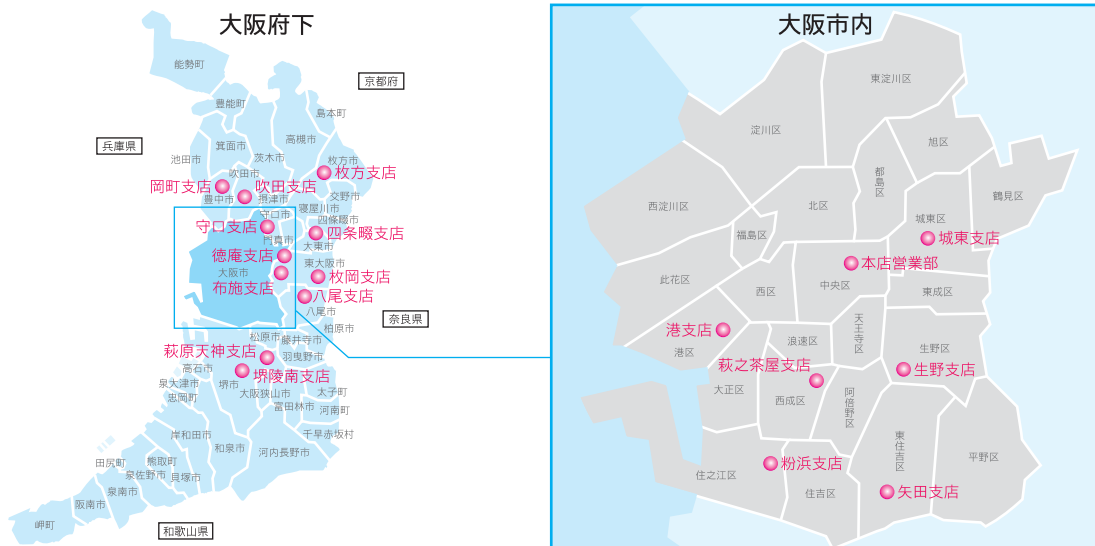 大阪府下
能勢町
京都府
豊能町
島本町
高槻市
兵庫県
箕面市
茨木市
池田市
枚方市
吹田市
枚方支店
岡町支店
吹田支店
豊中市
摂津市
交野市
寝屋川市
守口市
四條畷市
守口支店
四条畷支店
門真市
大東市
徳庵支店
東大阪市
大阪市
枚岡支店
布施支店
八尾支店
八尾市
奈良県
柏原市
松原市
藤井寺市
萩原天神支店
羽曳野市
高石市
堺陵南支店
泉大津市
堺市
大阪狭山市
太子町
忠岡町
富田林市
河南町
岸和田市
千早赤坂村
和泉市
河内長野市
田尻町
熊取町
泉佐野市
貝塚市
泉南市
阪南市
岬町
和歌山県
大阪市内
東淀川区
淀川区
旭区
都島区
鶴見区
西淀川区
北区
城東区
福島区
城東支店
本店営業部
此花区
西区
中央区
東成区
港支店
天王寺区
浪速区
港区
生野区
萩之茶屋支店
生野支店
大正区
西成区
阿倍野区
東住吉区
平野区
粉浜支店
住之江区
住吉区
矢田支店